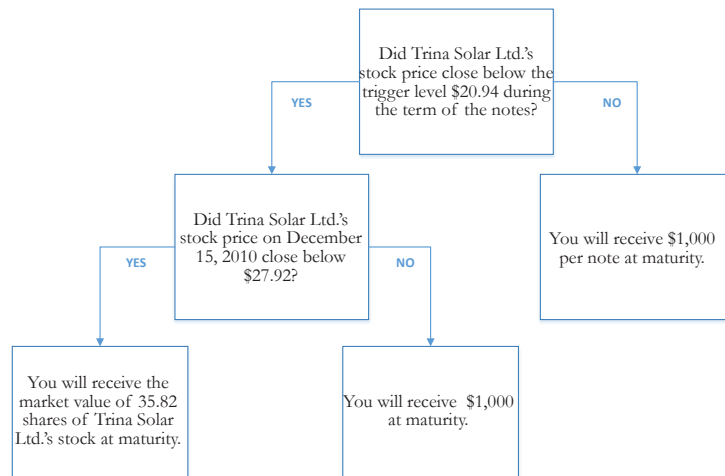 Did Trina Solar Ltd.'s
stock price close below the
trigger level $20.94 during
the term of the notes?
YES
NO
Did Trina Solar Ltd.'s
stock price on December
15, 2010 close below
$27.92?
You will receive $1,000
per note at maturity.
YES
NO
You will receive the
market value of 35.82
shares of Trina Solar
Ltd.'s stock at maturity.
You will receive $1,000
at maturity.